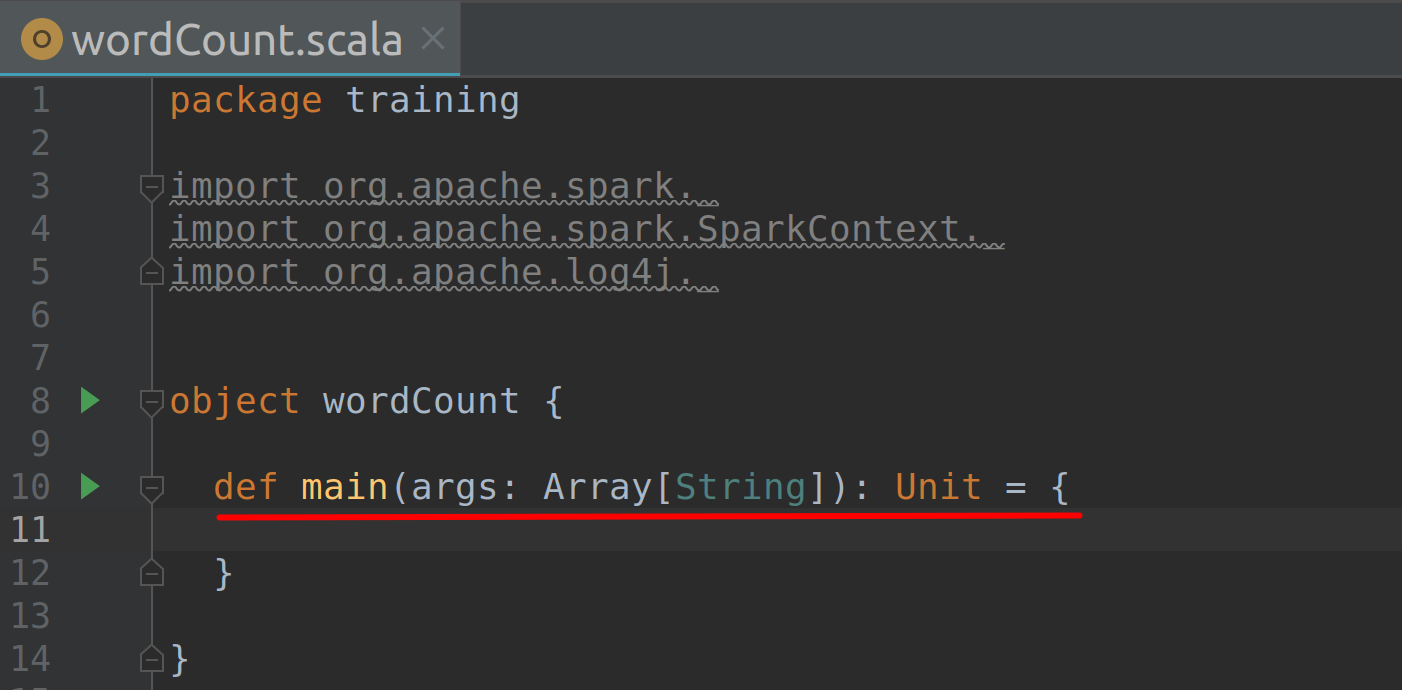 wordCount.scala
1 package training
2
3 import org.apache.spark._
4 import org.apache.spark.SparkContext._
5 import org.apache.log4j._
6
7
8 object wordCount {
9
10 def main(args: Array[String]): Unit = {
11
12 }
13
14 }